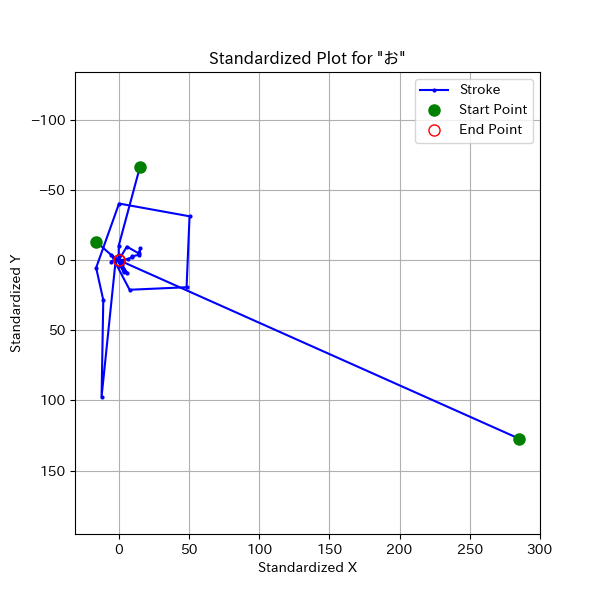 Standardized Plot for "お"
Stroke
Start Point
End Point
−100
−50
0
50
100
150
Standardized Y
0 50 100 150 200 250 300
Standardized X